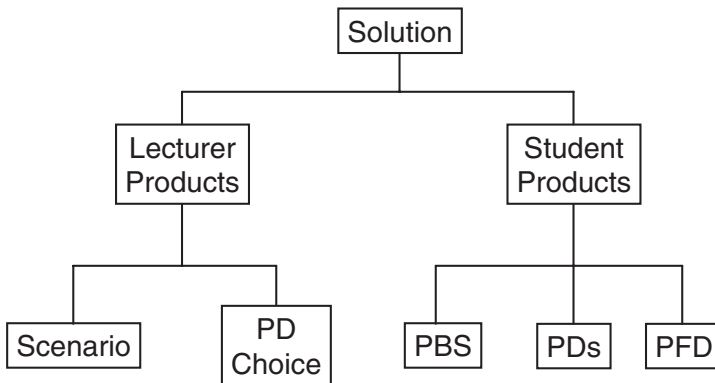 Solution
Lecturer
Products
Student
Products
Scenario
PD
Choice
PBS
PDs
PFD